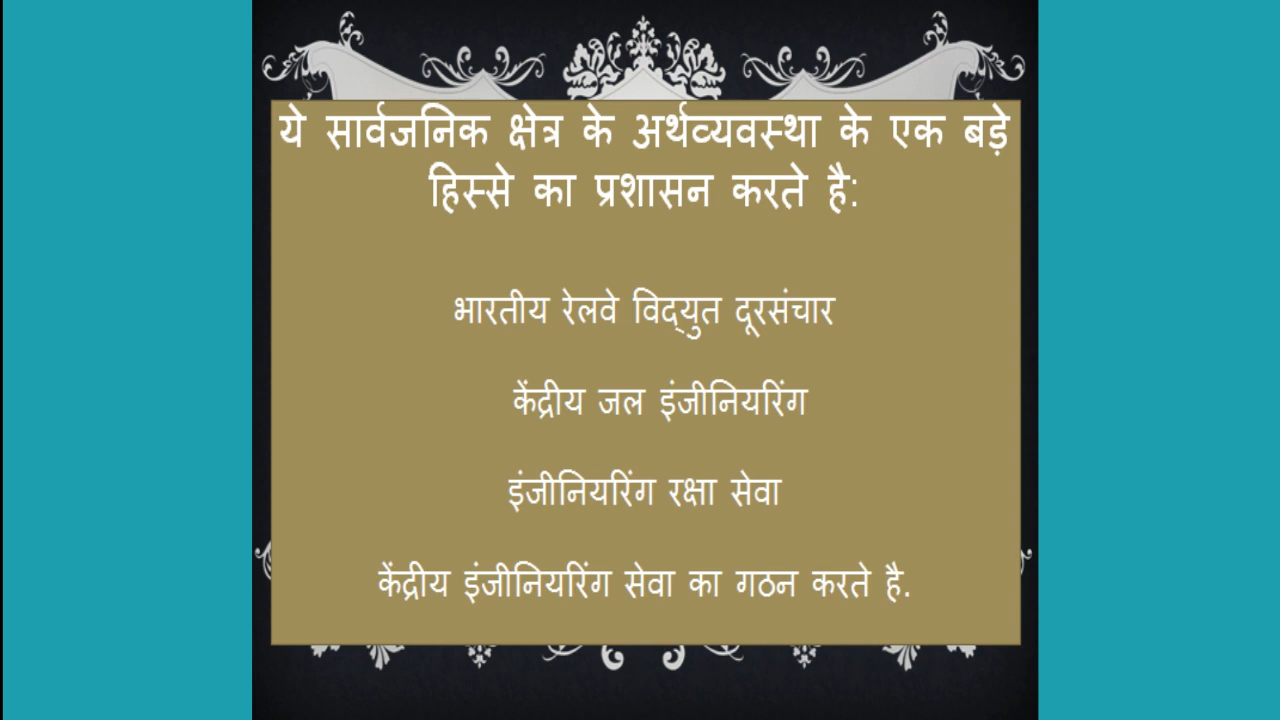 ये सार्वजनिक क्षेत्र के अर्थव्यवस्था के एक बड़े
हिस्से का प्रशासन करते है:
भारतीय रेलवे विद्युत दूरसंचार
केंद्रीय जल इंजीनियरिंग
इंजीनियरिंग रक्षा सेवा
केंद्रीय इंजीनियरिंग सेवा का गठन करते है.